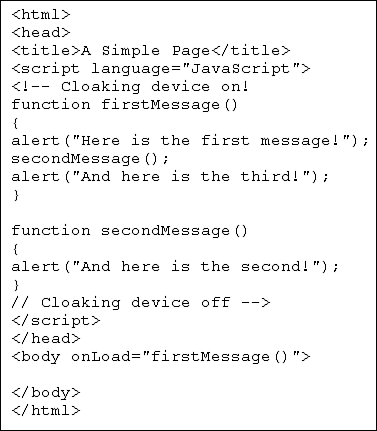 <html>
<head>
<title>A Simple Page</title>
<script language="JavaScript">
<!-- Cloaking device on!
function firstMessage()
{
alert("Here is the first message!");
secondMessage();
alert("And here is the third!");
}

function secondMessage()
{
alert("And here is the second!");
}
// Cloaking device off -->
</script>
</head>
<body onLoad="firstMessage()">

</body>
</html>